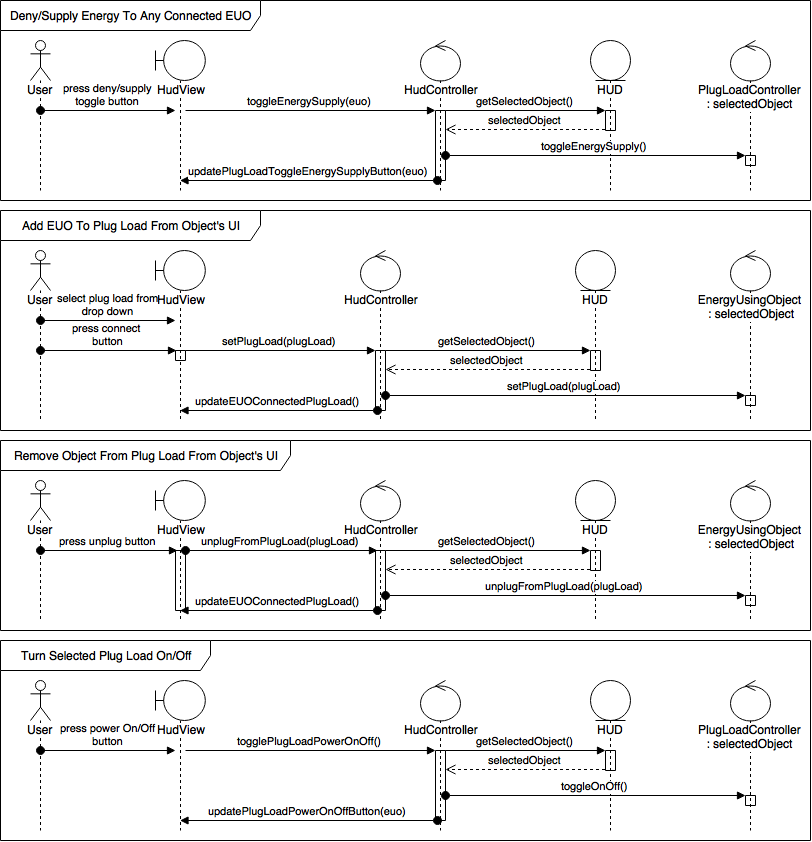 Deny/Supply Energy To Any Connected EUO
User
HudView
HudController
HUD
PlugLoadController
: selectedObject
press deny/supply
toggle button
toggleEnergySupply(euo)
getSelectedObject()
selectedObject
toggleEnergySupply()
updatePlugLoadToggleEnergySupplyButton(euo)
Add EUO To Plug Load From Object's UI
User
HudView
HudController
HUD
EnergyUsingObject
: selectedObject
select plug load from
drop down
press connect
button
setPlugLoad(plugLoad)
getSelectedObject()
selectedObject
setPlugLoad(plugLoad)
updateEUOConnectedPlugLoad()
Remove Object From Plug Load From Object's UI
User
HudView
HudController
HUD
EnergyUsingObject
: selectedObject
press unplug button
unplugFromPlugLoad(plugLoad)
getSelectedObject()
selectedObject
unplugFromPlugLoad(plugLoad)
updateEUOConnectedPlugLoad()
Turn Selected Plug Load On/Off
User
HudView
HudController
HUD
PlugLoadController
: selectedObject
press power On/Off
button
togglePlugLoadPowerOnOff()
getSelectedObject()
selectedObject
toggleOnOff()
updatePlugLoadPowerOnOffButton(euo)